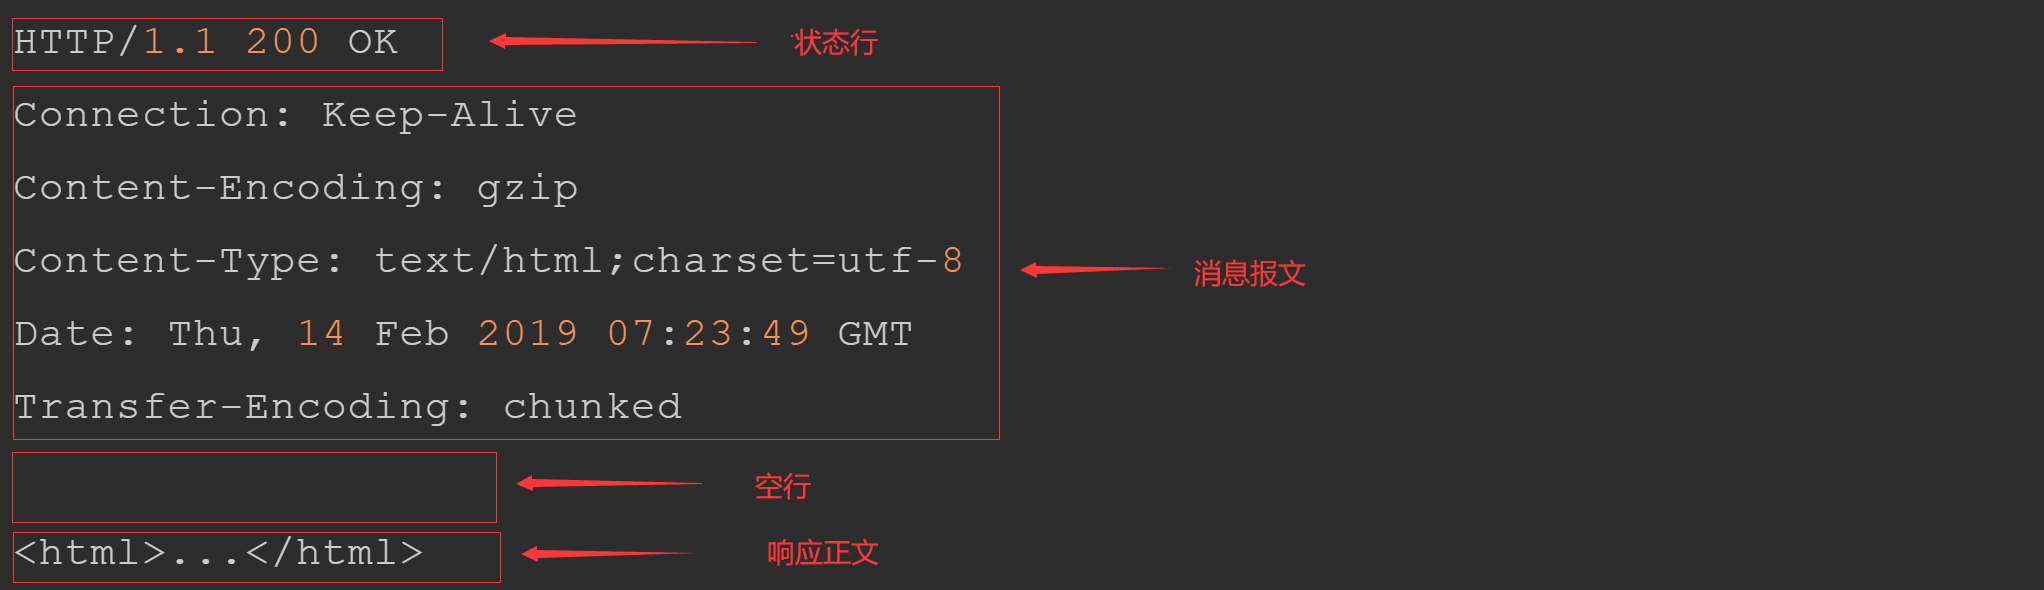 HTTP/1.1 200 OK 状态行
Connection: Keep-Alive
Content-Encoding: gzip
Content-Type: text/html;charset=utf-8 消息报文
Date: Thu, 14 Feb 2019 07:23:49 GMT
Transfer-Encoding: chunked
空行
<html>...</html> 响应正文